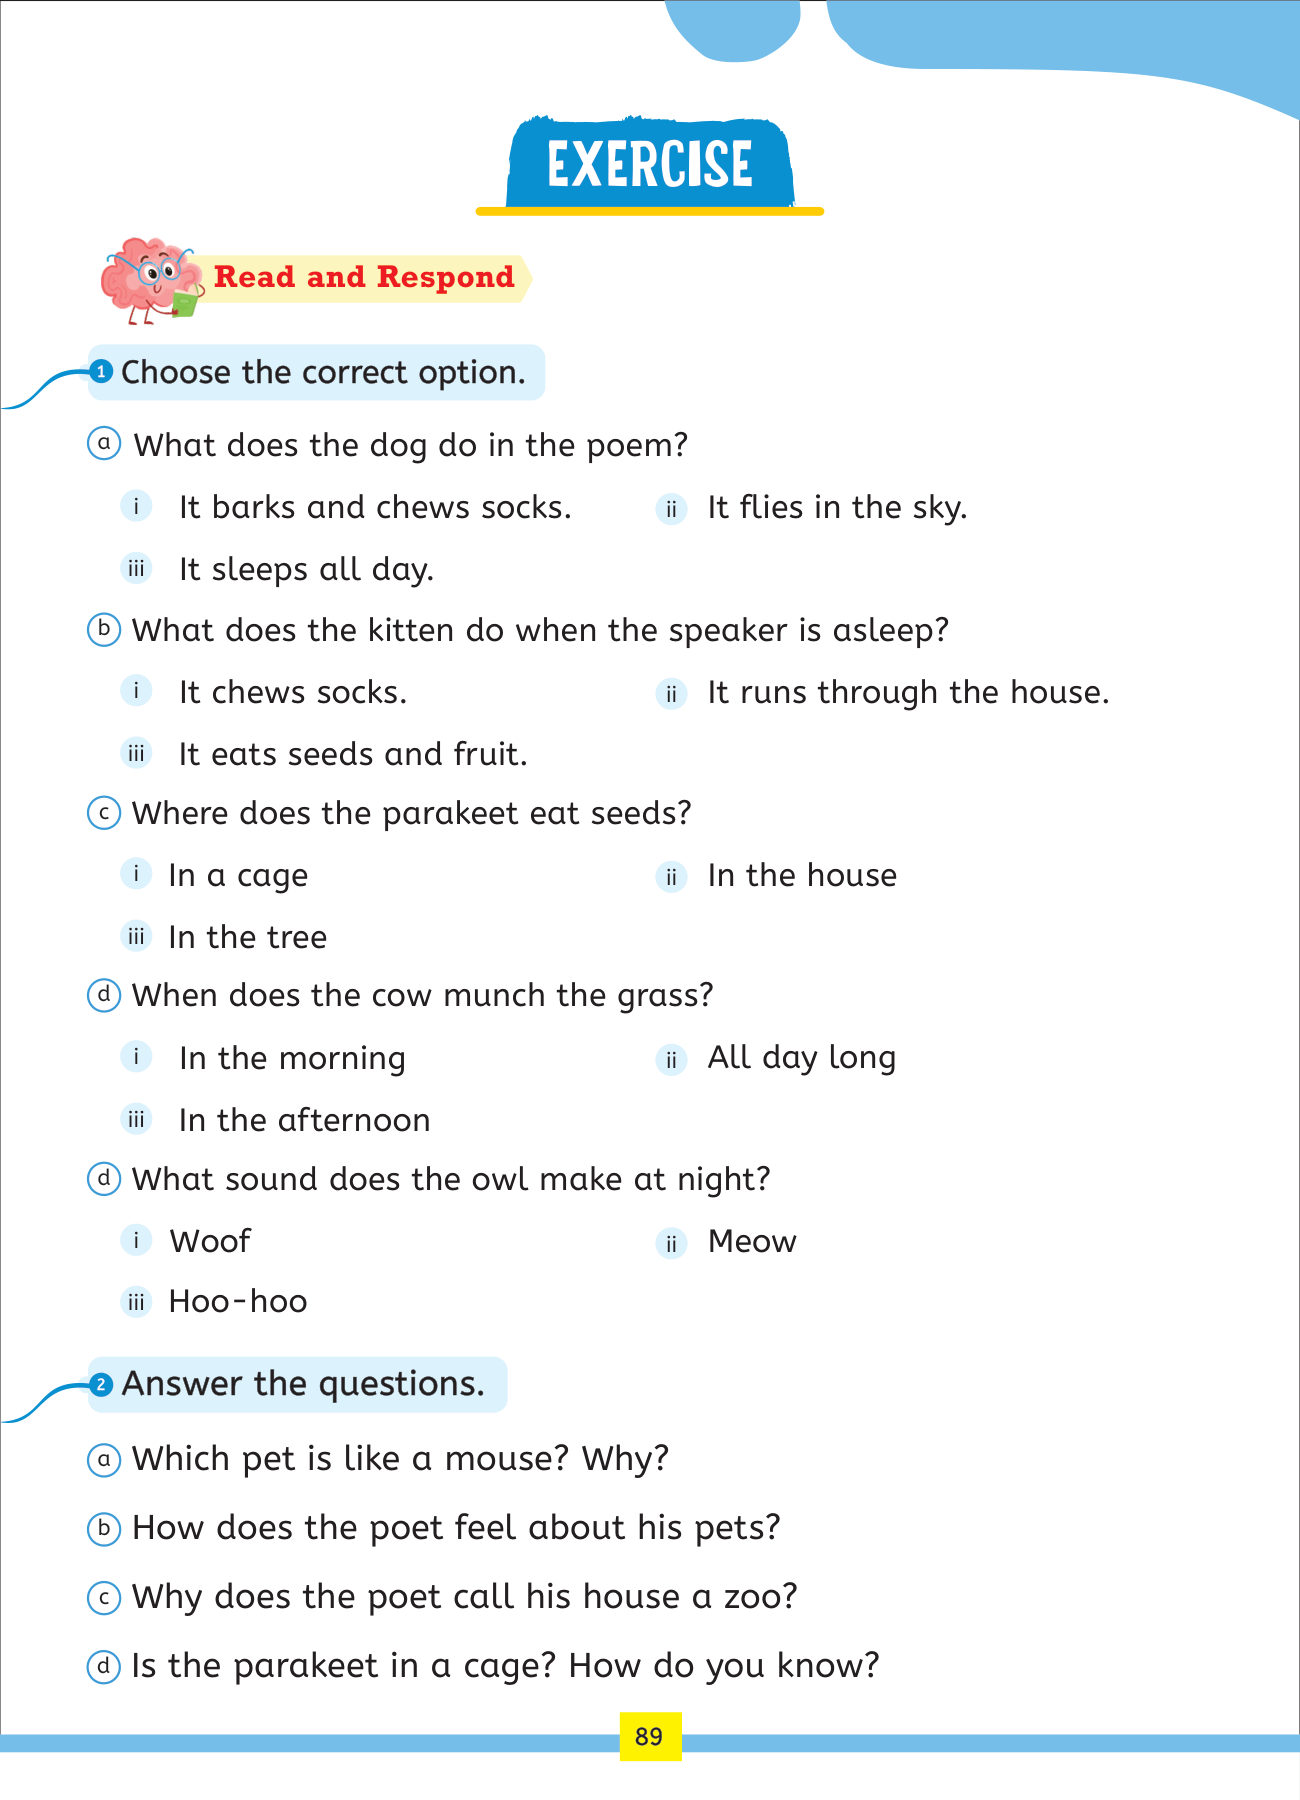 EXERCISE
Read and Respond
1 Choose the correct option.
a What does the dog do in the poem?
i It barks and chews socks. ii It flies in the sky.
iii It sleeps all day.
b What does the kitten do when the speaker is asleep?
i It chews socks. ii It runs through the house.
iii It eats seeds and fruit.
c Where does the parakeet eat seeds?
i In a cage ii In the house
iii In the tree
d When does the cow munch the grass?
i In the morning ii All day long
iii In the afternoon
d What sound does the owl make at night?
i Woof ii Meow
iii Hoo-hoo
2 Answer the questions.
a Which pet is like a mouse? Why?
b How does the poet feel about his pets?
c Why does the poet call his house a zoo?
d Is the parakeet in a cage? How do you know?
89